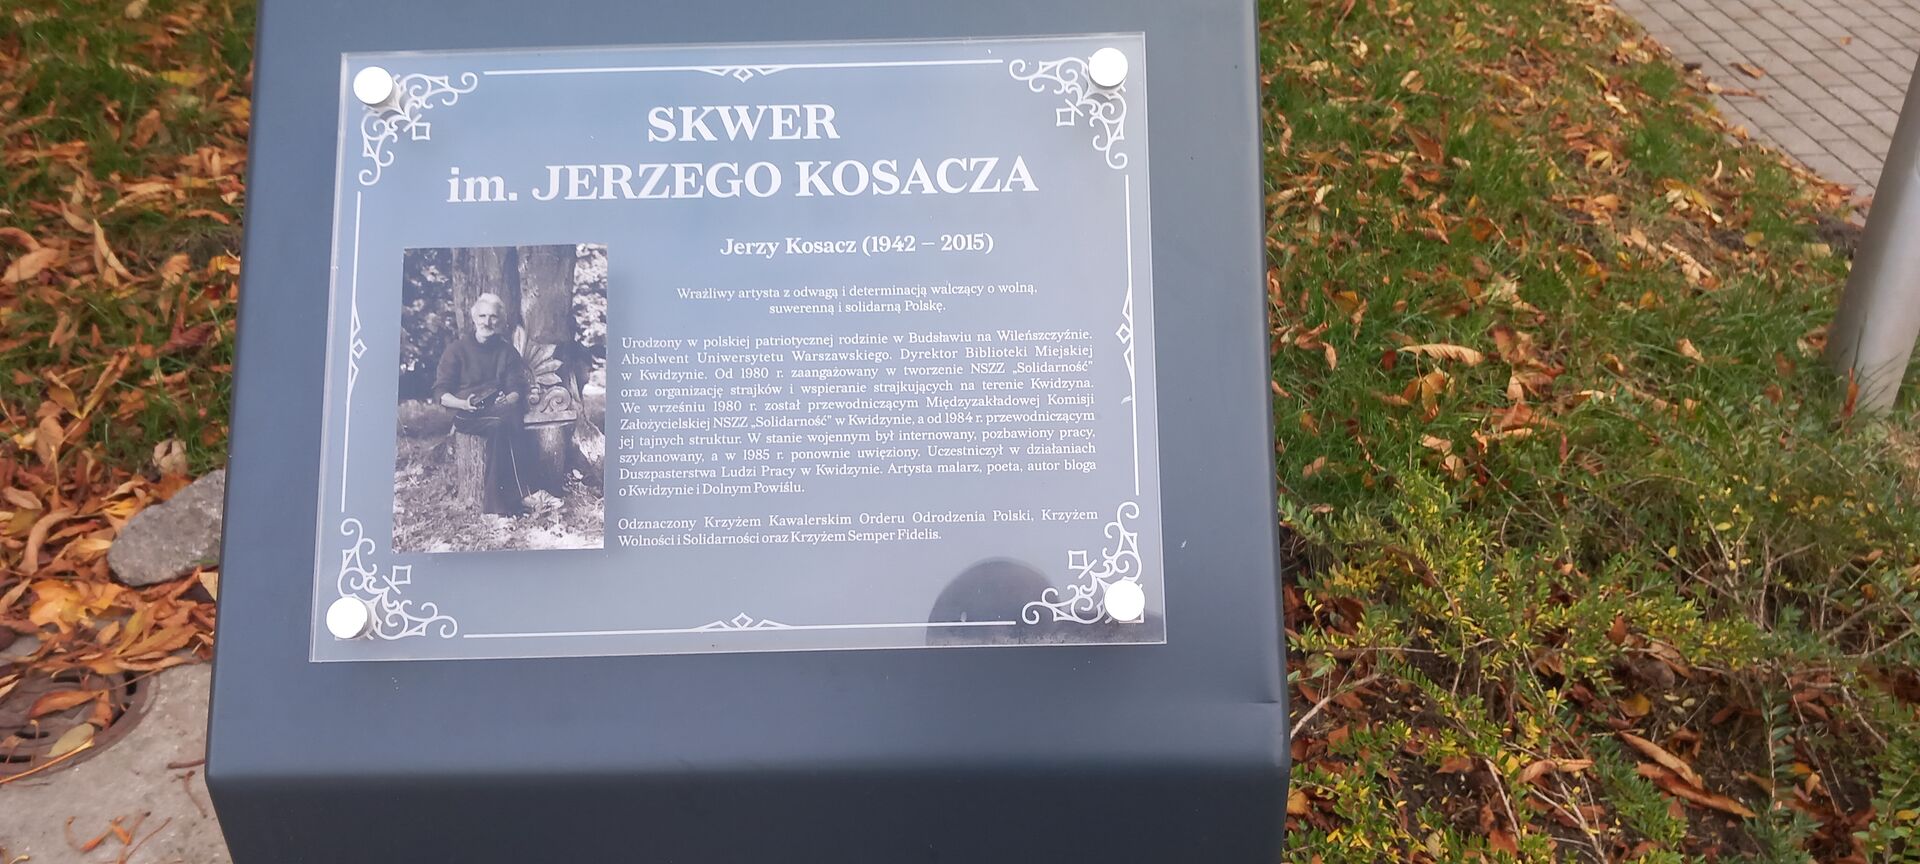 SKWER
im. JERZEGO KOSACZA
Jerzy Kosacz (1942 – 2015)
Wrażliwy artysta z odwagą i determinacją walczący o wolną,
suwerenną i solidarną Polskę.
Urodzony w polskiej patriotycznej rodzinie w Budsławiu na Wileńszczyźnie.
Absolwent Uniwersytetu Warszawskiego. Dyrektor Biblioteki Miejskiej
w Kwidzynie. Od 1980 r. zaangażowany w tworzenie NSZZ „Solidarność”
oraz organizację strajków i wspieranie strajkujących na terenie Kwidzyna.
We wrześniu 1980 r. został przewodniczącym Międzyzakładowej Komisji
Założycielskiej NSZZ „Solidarność” w Kwidzynie, a od 1984 r. przewodniczącym
jej tajnych struktur. W stanie wojennym był internowany, pozbawiony pracy,
szykanowany, a w 1985 r. ponownie uwięziony. Uczestniczył w działaniach
Duszpasterstwa Ludzi Pracy w Kwidzynie. Artysta malarz, poeta, autor bloga
o Kwidzynie i Dolnym Powiślu.
Odznaczony Krzyżem Kawalerskim Orderu Odrodzenia Polski, Krzyżem
Wolności i Solidarności oraz Krzyżem Semper Fidelis.